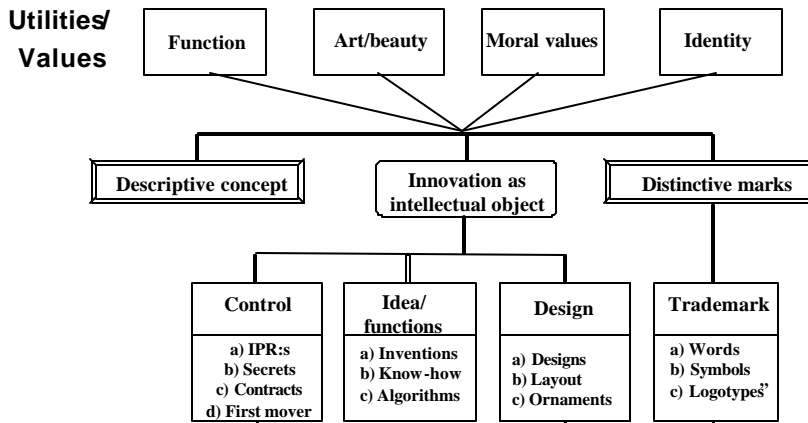 Utilities/
Values
Function
Art/beauty
Moral values
Identity
Descriptive concept
Innovation as
intellectual object
Distinctive marks
Control
a) IPR:s
b) Secrets
c) Contracts
d) First mover
Idea/
functions
a) Inventions
b) Know-how
c) Algorithms
Design
a) Designs
b) Layout
c) Ornaments
Trademark
a) Words
b) Symbols
c) Logotypes”